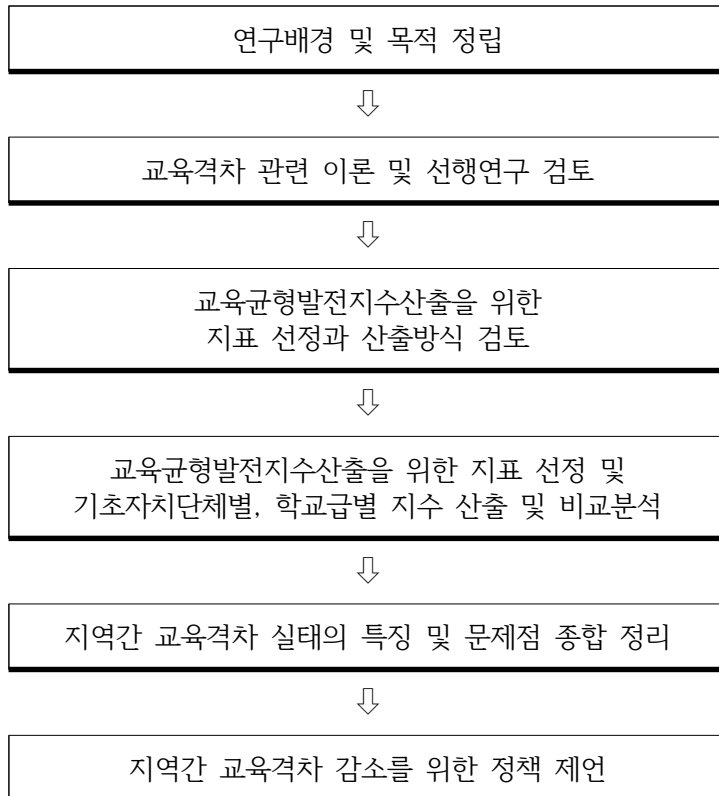 연구배경 및 목적 정립
⇩
교육격차 관련 이론 및 선행연구 검토
⇩
교육균형발전지수산출을 위한
지표 선정과 산출방식 검토
⇩
교육균형발전지수산출을 위한 지표 선정 및
기초자치단체별, 학교급별 지수 산출 및 비교분석
⇩
지역간 교육격차 실태의 특징 및 문제점 종합 정리
⇩
지역간 교육격차 감소를 위한 정책 제언